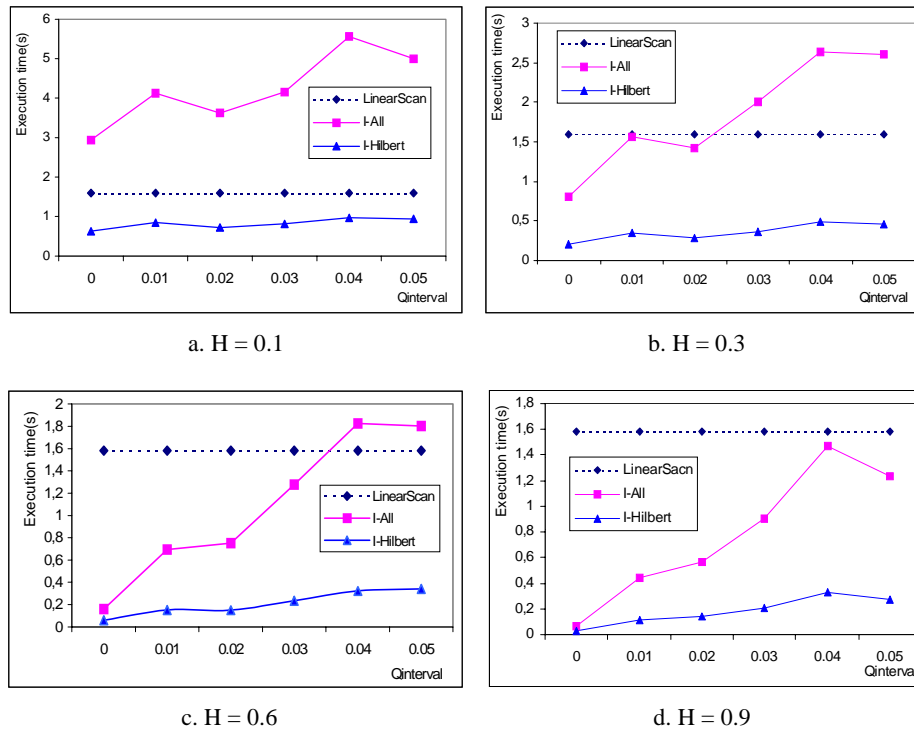 Execution time(s)
6
5
4
3
2
1
0
LinearScan
I-All
I-Hilbert
0 0.01 0.02 0.03 0.04 0.05
Qinterval
a. H = 0.1
Execution time(s)
3
2,5
2
1,5
1
0,5
0
LinearScan
I-All
I-Hilbert
0 0.01 0.02 0.03 0.04 0.05
Qinterval
b. H = 0.3
Execution time(s)
2
1,8
1,6
1,4
1,2
1
0,8
0,6
0,4
0,2
0
LinearScan
I-All
I-Hilbert
0 0.01 0.02 0.03 0.04 0.05
Qinterval
c. H = 0.6
Execution time(s)
1,8
1,6
1,4
1,2
1
0,8
0,6
0,4
0,2
0
LinearSacn
I-All
I-Hilbert
0 0.01 0.02 0.03 0.04 0.05
Qinterval
d. H = 0.9